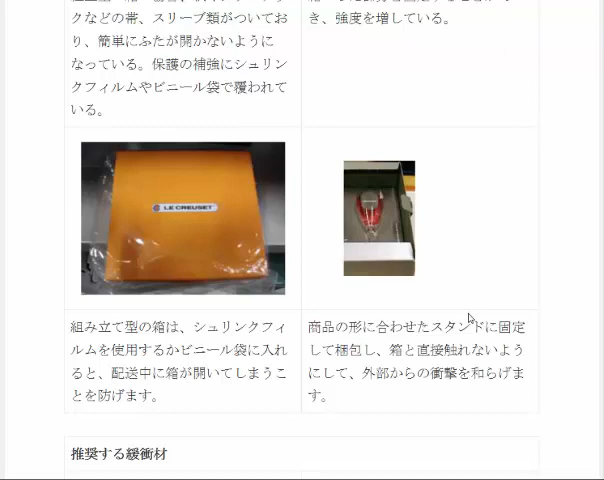 クなどの帯、スリーブ類がついてお
り、簡単にふたが開かないように
なっている。保護の補強にシュリン
クフィルムやビニール袋で覆われて
いる。
き、強度を増している。
LE CREUSET
組み立て型の箱は、シュリンクフィ
ルムを使用するかビニール袋に入れ
ると、配送中に箱が開いてしまうこ
とを防げます。
商品の形に合わせたスタンドに固定
して梱包し、箱と直接触れないよう
にして、外部からの衝撃を和らげま
す。
推奨する緩衝材